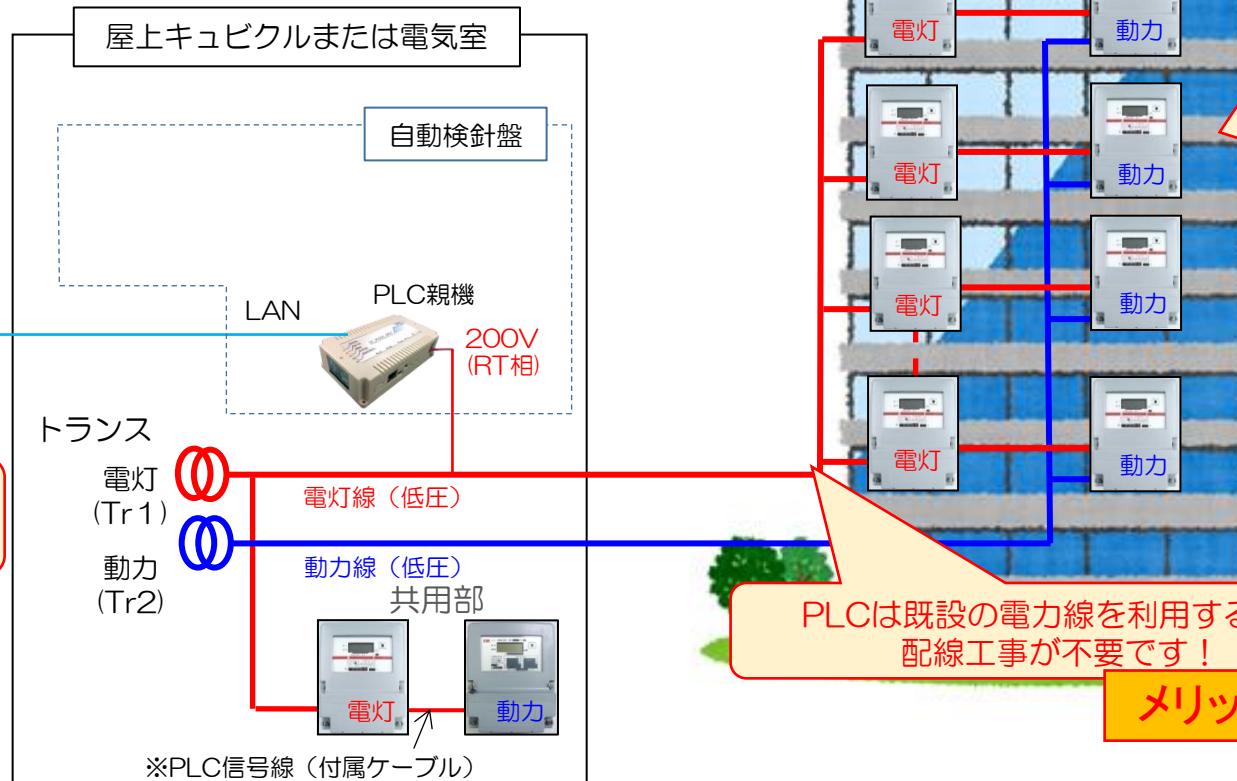 屋上キュビクルまたは電気室
自動検針盤
LAN
PLC親機
200V
(RT相)
トランス
電灯
(Tr1)
動力
(Tr2)
電灯線（低圧）
動力線（低圧）
共用部
電灯
動力
※PLC信号線（付属ケーブル）
電灯
動力
電灯
動力
電灯
動力
電灯
動力
PLCは既設の電力線を利用する
配線工事が不要です！
メリッ